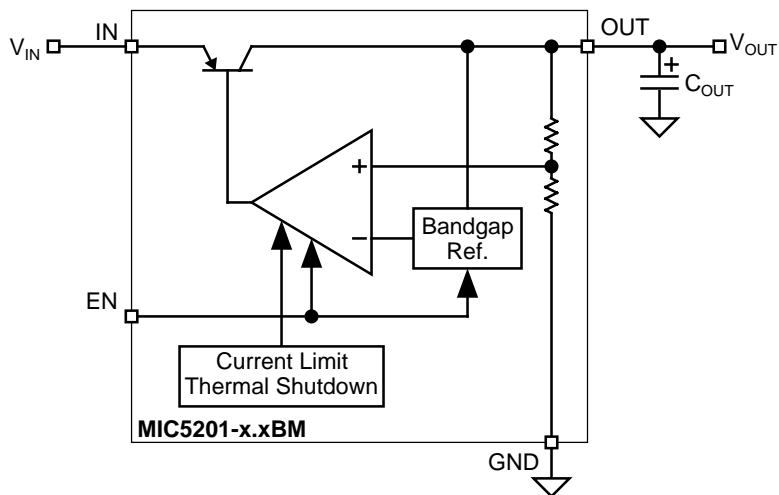 IN
OUT
V_IN
V_OUT
+
C_OUT
+
−
Bandgap
Ref.
EN
Current Limit
Thermal Shutdown
MIC5201-x.xBM
GND